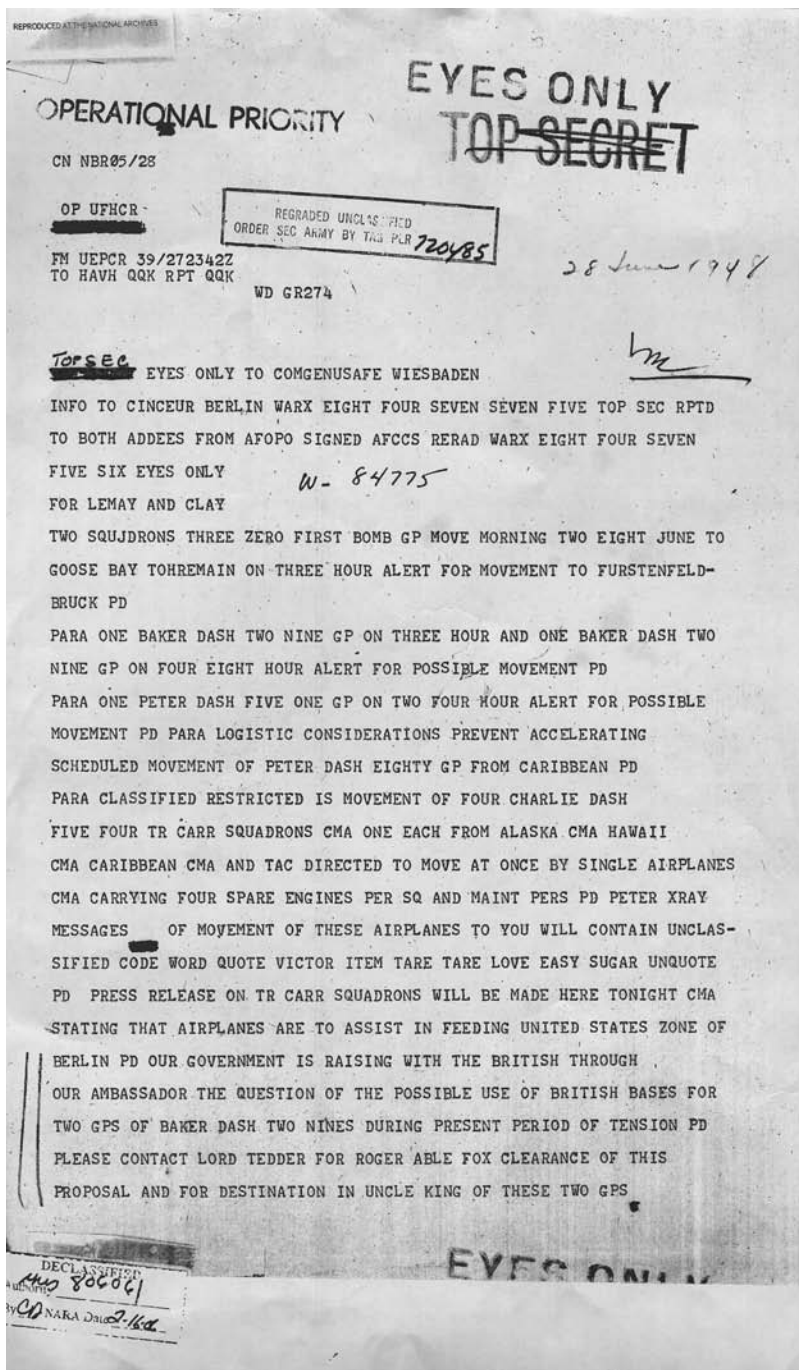 REPRODUCED AT THE NATIONAL ARCHIVES
EYES ONLY
OPERATIONAL PRIORITY
TOP SECRET
CN NBR05/28
OP UFHCR-
REGRADED UNCLASSIFIED
ORDER SEC ARMY BY TAG PER 720485
FM UEPCR 39/272342Z
TO HAVH QQK RPT QQK
28 June 1948
WD GR274
TOPSEC EYES ONLY TO COMGENUSAFE WIESBADEN
INFO TO CINCEUR BERLIN WARX EIGHT FOUR SEVEN SEVEN FIVE TOP SEC RPTD
TO BOTH ADDEES FROM AFOPO SIGNED AFCCS RERAD WARX EIGHT FOUR SEVEN
FIVE SIX EYES ONLY
W- 84775
FOR LEMAY AND CLAY
TWO SQUJDRONS THREE ZERO FIRST BOMB GP MOVE MORNING TWO EIGHT JUNE TO
GOOSE BAY TOHREMAIN ON THREE HOUR ALERT FOR MOVEMENT TO FURSTENFELD-
BRUCK PD
PARA ONE BAKER DASH TWO NINE GP ON THREE HOUR AND ONE BAKER DASH TWO
NINE GP ON FOUR EIGHT HOUR ALERT FOR POSSIBLE MOVEMENT PD
PARA ONE PETER DASH FIVE ONE GP ON TWO FOUR HOUR ALERT FOR POSSIBLE
MOVEMENT PD PARA LOGISTIC CONSIDERATIONS PREVENT ACCELERATING
SCHEDULED MOVEMENT OF PETER DASH EIGHTY GP FROM CARIBBEAN PD
PARA CLASSIFIED RESTRICTED IS MOVEMENT OF FOUR CHARLIE DASH
FIVE FOUR TR CARR SQUADRONS CMA ONE EACH FROM ALASKA CMA HAWAII
CMA CARIBBEAN CMA AND TAC DIRECTED TO MOVE AT ONCE BY SINGLE AIRPLANES
CMA CARRYING FOUR SPARE ENGINES PER SQ AND MAINT PERS PD PETER XRAY
MESSAGES OF MOVEMENT OF THESE AIRPLANES TO YOU WILL CONTAIN UNCLAS-
SIFIED CODE WORD QUOTE VICTOR ITEM TARE TARE LOVE EASY SUGAR UNQUOTE
PD PRESS RELEASE ON TR CARR SQUADRONS WILL BE MADE HERE TONIGHT CMA
STATING THAT AIRPLANES ARE TO ASSIST IN FEEDING UNITED STATES ZONE OF
BERLIN PD OUR GOVERNMENT IS RAISING WITH THE BRITISH THROUGH
OUR AMBASSADOR THE QUESTION OF THE POSSIBLE USE OF BRITISH BASES FOR
TWO GPS OF BAKER DASH TWO NINES DURING PRESENT PERIOD OF TENSION PD
PLEASE CONTACT LORD TEDDER FOR ROGER ABLE FOX CLEARANCE OF THIS
PROPOSAL AND FOR DESTINATION IN UNCLE KING OF THESE TWO GPS
EYES ONLY
DECLASSIFIED
Authority 806061
By CD NARA Date